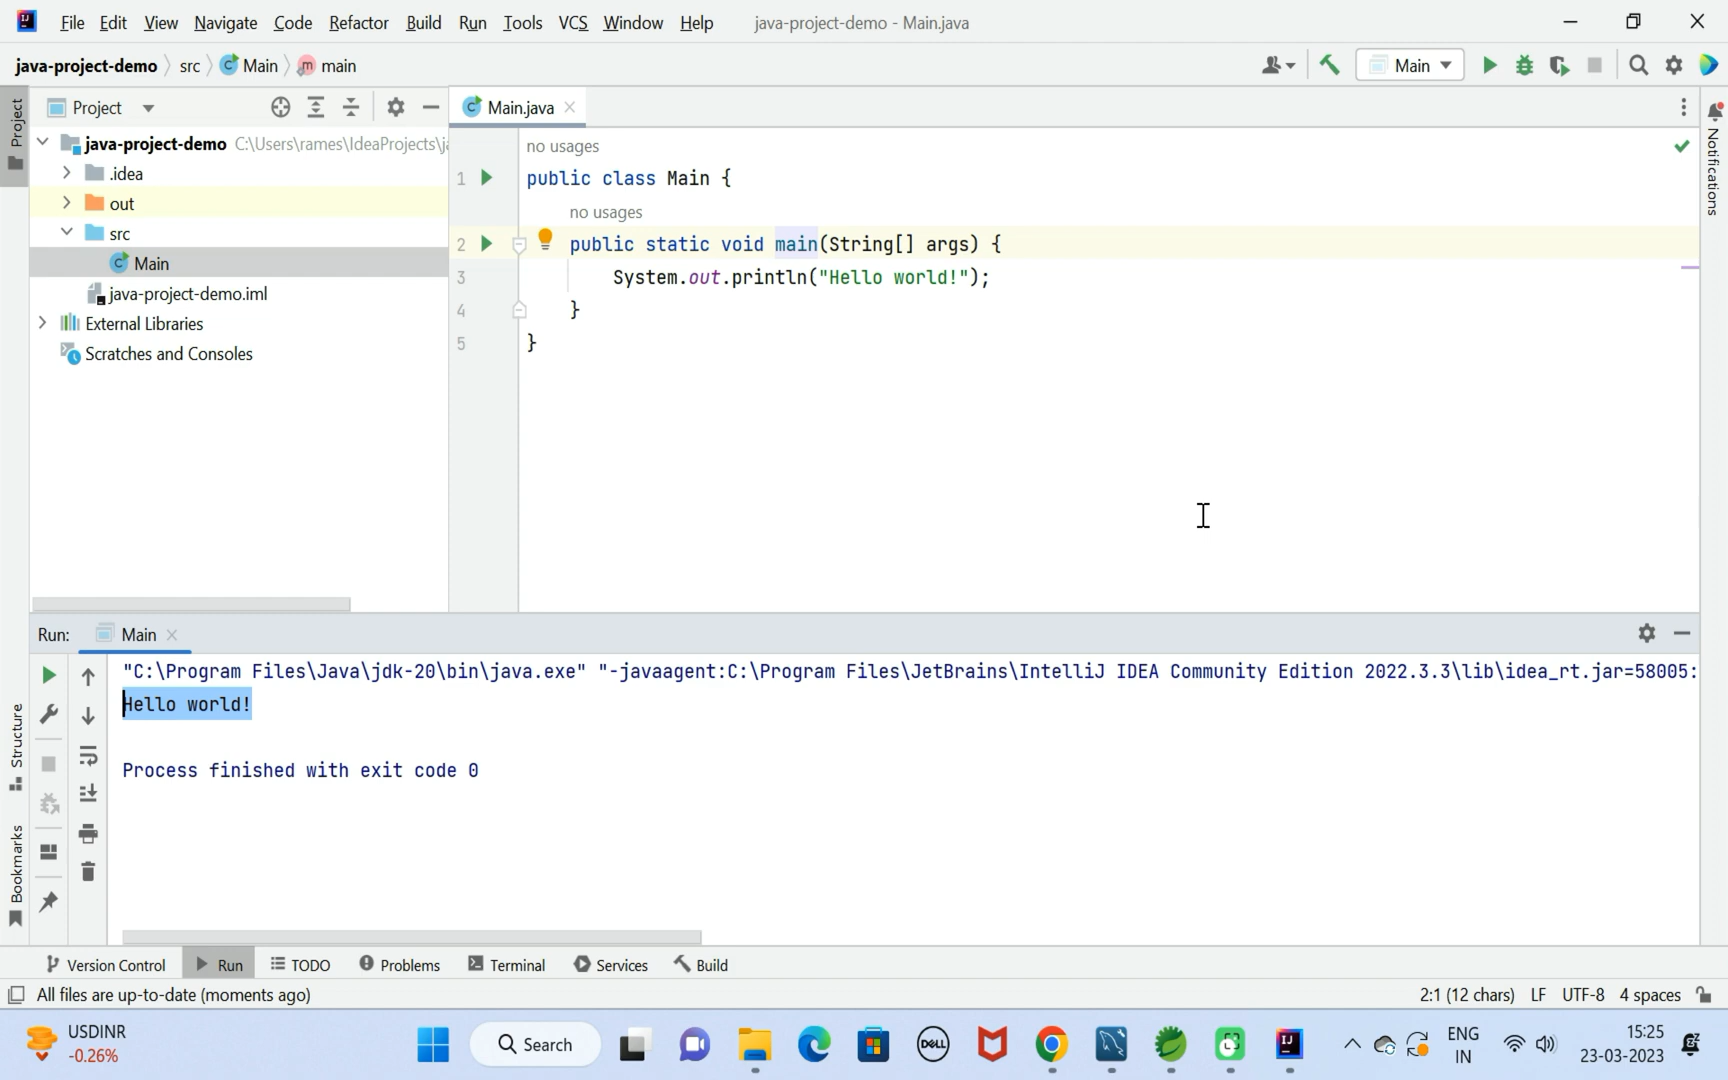 File Edit View Navigate Code Refactor Build Run Tools VCS Window Help java-project-demo - Main.java
java-project-demo src Main main
Main
Project
Main.java
java-project-demo C:\Users\rames\IdeaProjects\j
.idea
out
src
Main
java-project-demo.iml
External Libraries
Scratches and Consoles
no usages
1 public class Main {
no usages
2 public static void main(String[] args) {
3 System.out.println("Hello world!");
4 }
5 }
Project
Structure
Bookmarks
Notifications
Run: Main
"C:\Program Files\Java\jdk-20\bin\java.exe" "-javaagent:C:\Program Files\JetBrains\IntelliJ IDEA Community Edition 2022.3.3\lib\idea_rt.jar=58005:
Hello world!
Process finished with exit code 0
Version Control Run TODO Problems Terminal Services Build
All files are up-to-date (moments ago) 2:1 (12 chars) LF UTF-8 4 spaces
USDINR
-0.26%
Search
DELL
ENG
IN
15:25
23-03-2023